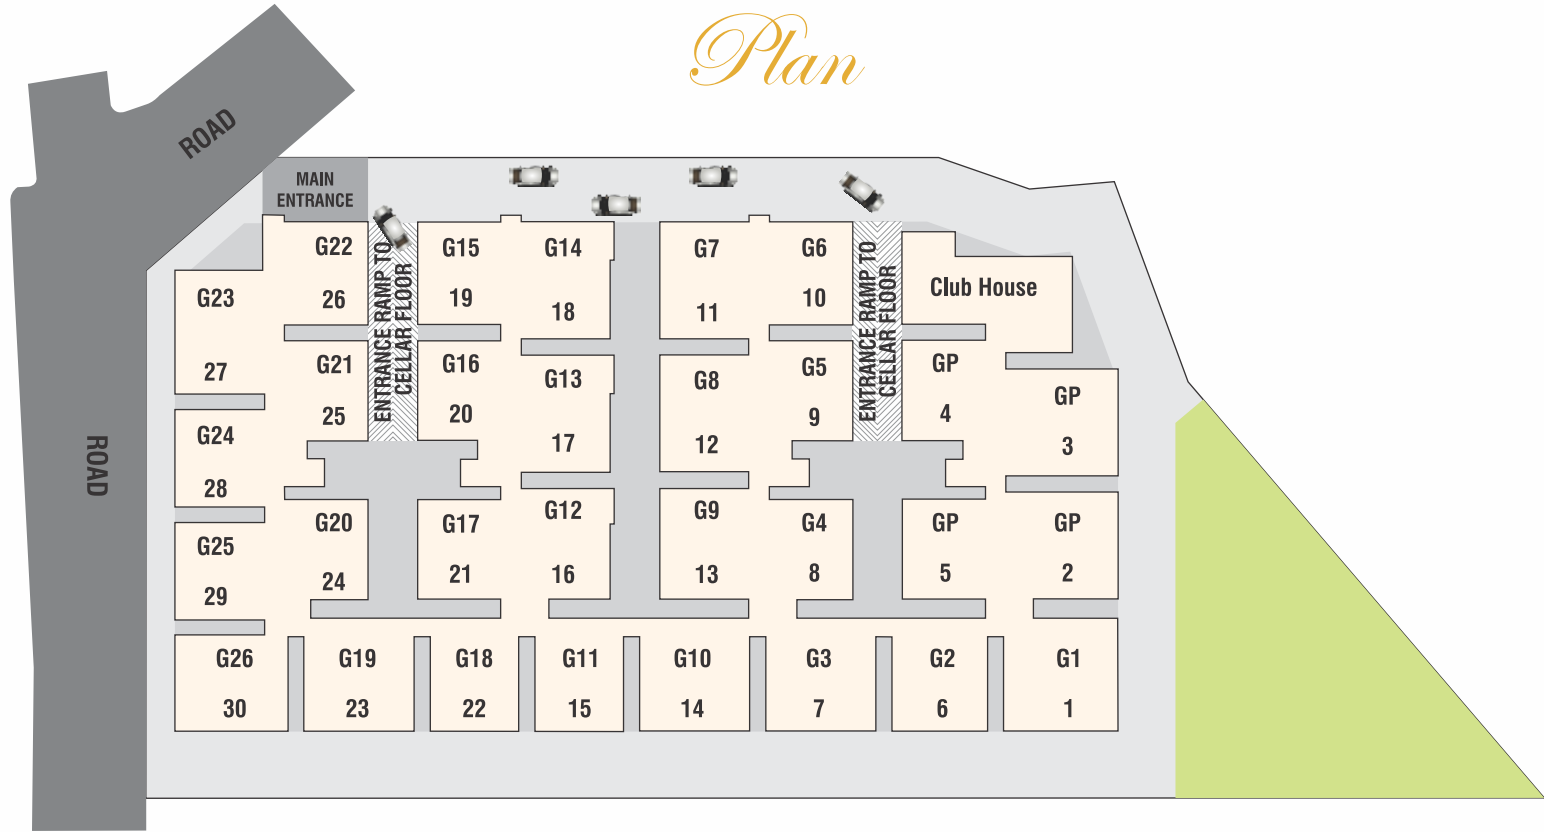 Plan
ROAD
MAIN
ENTRANCE
G22
26
ENTRANCE RAMP TO
CELLAR FLOOR
G15
19
G14
18
G7
11
G6
10
ENTRANCE RAMP TO
CELLAR FLOOR
Club House
G23
27
G21
25
G16
20
G13
17
G8
12
G5
9
GP
4
GP
3
ROAD
G24
28
G25
29
G20
24
G17
21
G12
16
G9
13
G4
8
GP
5
GP
2
G26
30
G19
23
G18
22
G11
15
G10
14
G3
7
G2
6
G1
1